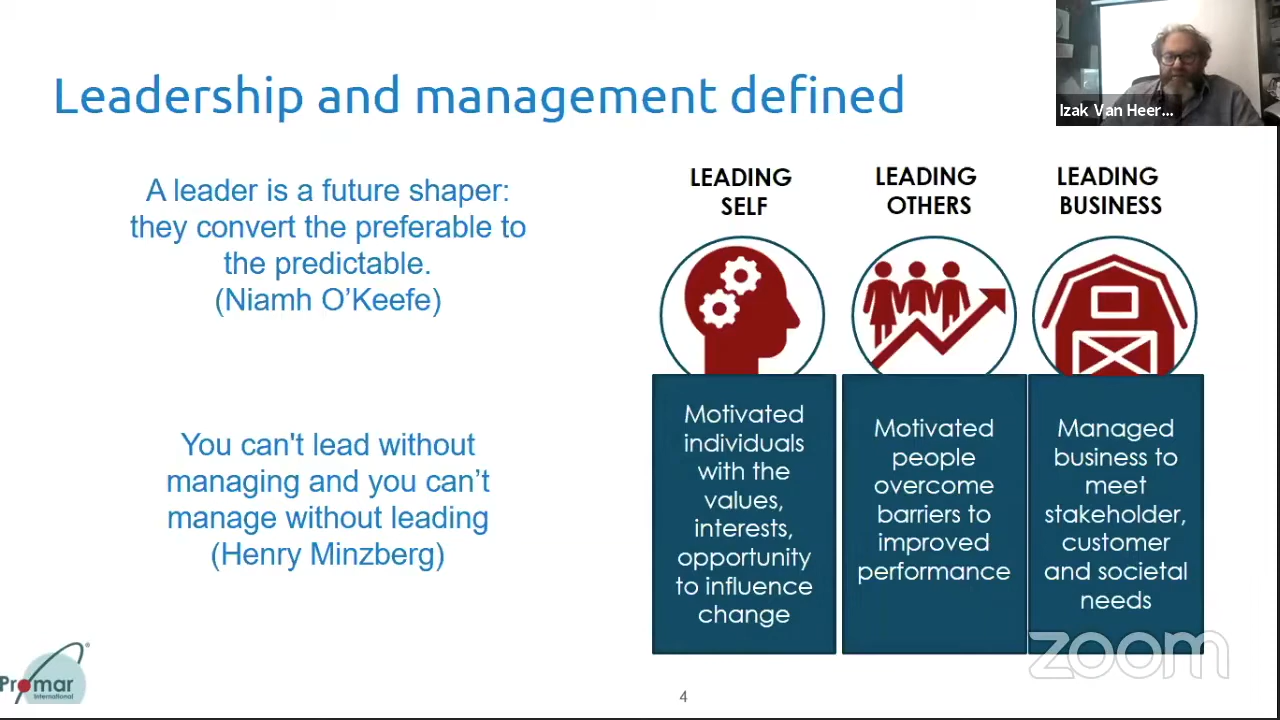 Leadership and management defined
Izak Van Heer...
A leader is a future shaper:
they convert the preferable to
the predictable.
(Niamh O’Keefe)
You can't lead without
managing and you can’t
manage without leading
(Henry Minzberg)
LEADING
SELF
Motivated
individuals
with the
values,
interests,
opportunity
to influence
change
LEADING
OTHERS
Motivated
people
overcome
barriers to
improved
performance
LEADING
BUSINESS
Managed
business to
meet
stakeholder,
customer
and societal
needs
zoom
Promar
International
4